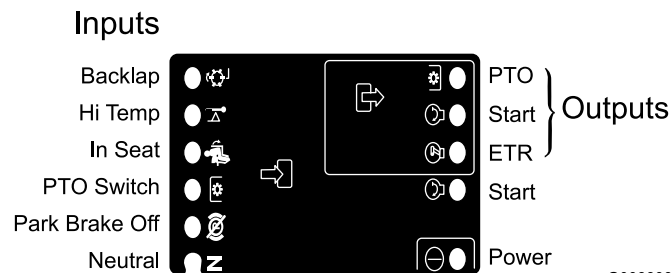 Inputs
Backlap
Hi Temp
In Seat
PTO Switch
Park Brake Off
Neutral
N
PTO
Start
ETR
Outputs
Start
Power